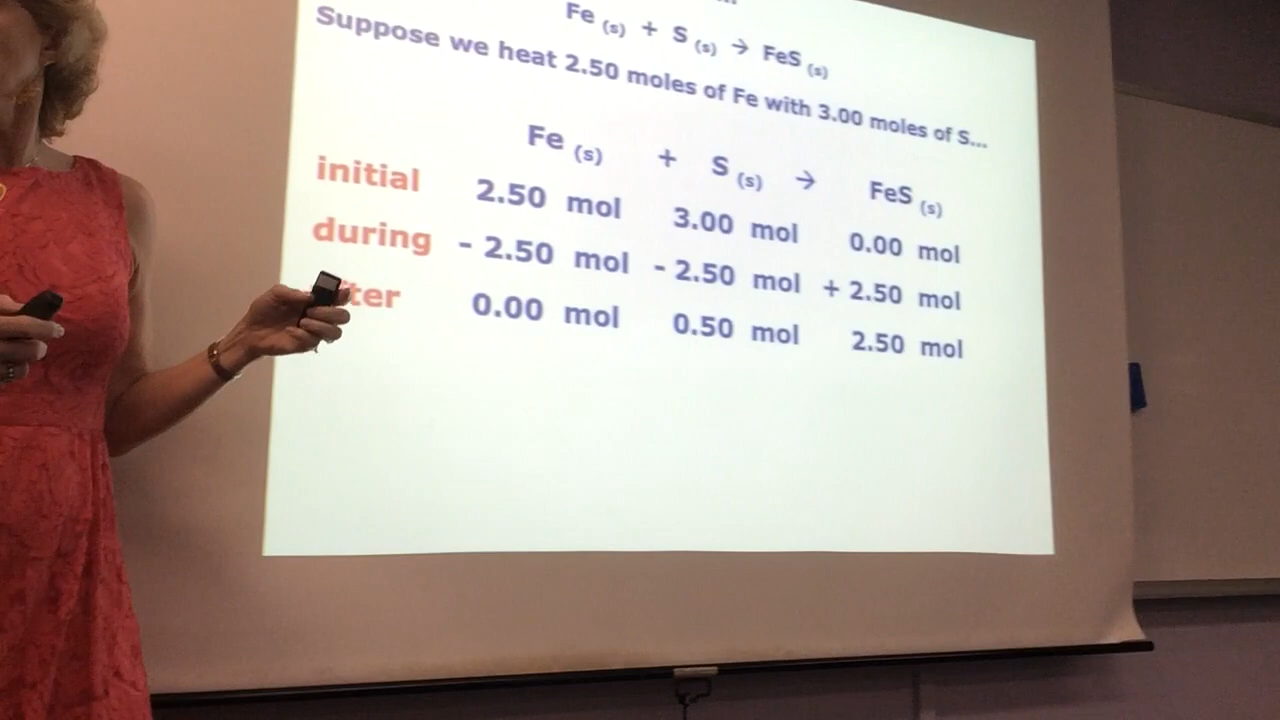 Fe (s) + S (s) → FeS (s)
Suppose we heat 2.50 moles of Fe with 3.00 moles of S...
Fe (s) + S (s) → FeS (s)
initial 2.50 mol 3.00 mol 0.00 mol
during - 2.50 mol - 2.50 mol + 2.50 mol
0.00 mol 0.50 mol 2.50 mol